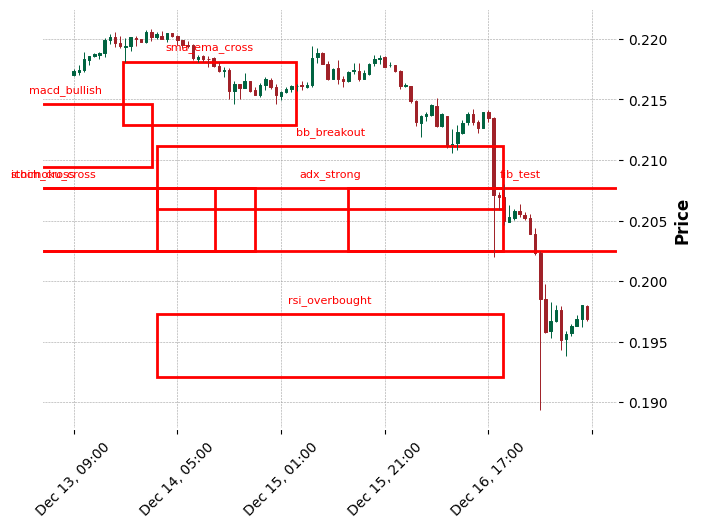 0.220
sma_ema_cross
macd_bullish
0.215
bb_breakout
0.210
adx_strong
fib_test
0.205
Price
0.200
rsi_overbought
0.195
0.190
Dec 13, 09:00
Dec 14, 05:00
Dec 15, 01:00
Dec 15, 21:00
Dec 16, 17:00